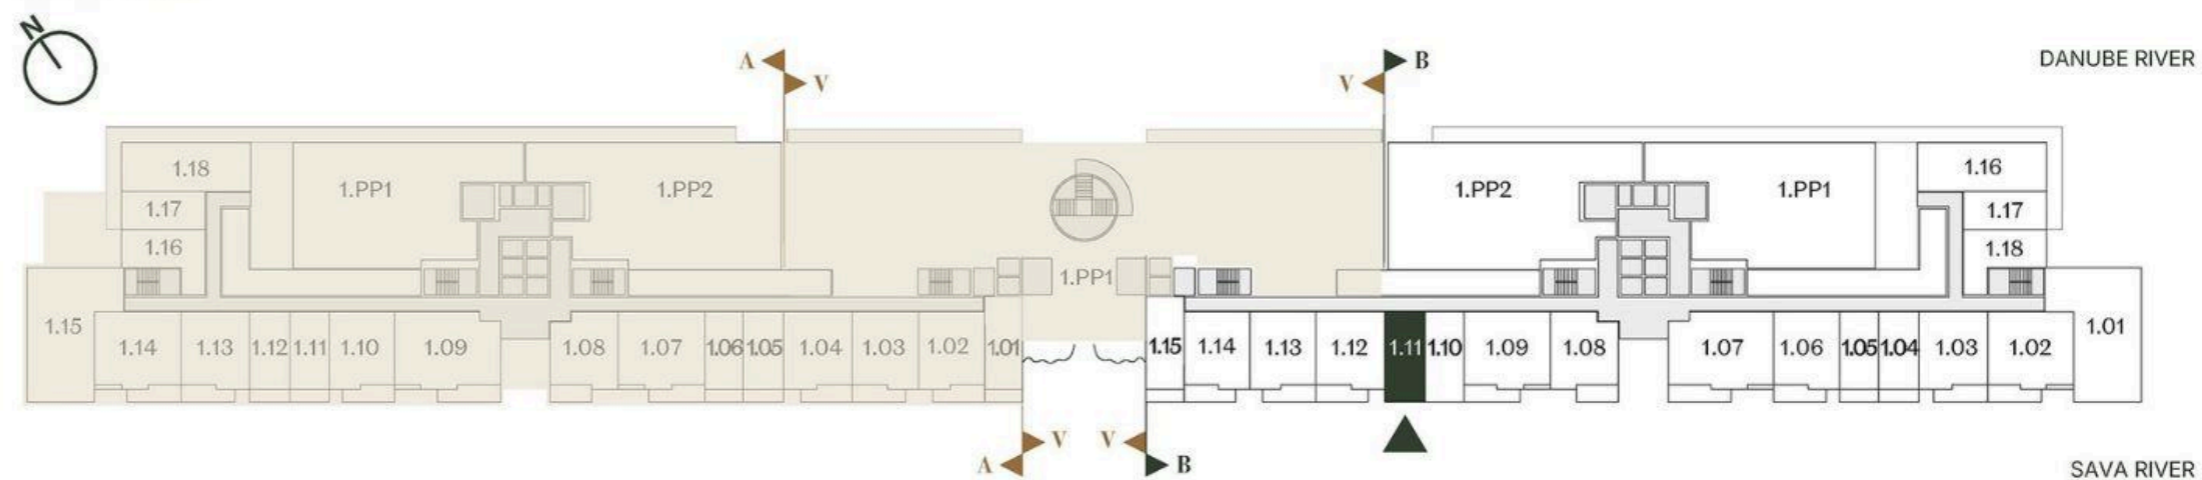 N
A V
V B
DANUBE RIVER
1.18 1.PP1 1.PP2 1.PP2 1.PP1 1.16
1.17 1.17
1.16 1.18
1.PP1
1.15 1.14 1.13 1.12 1.11 1.10 1.09 1.08 1.07 1.06 1.05 1.04 1.03 1.02 1.01
1.15 1.14 1.13 1.12 1.11 1.10 1.09 1.08 1.07 1.06 1.05 1.04 1.03 1.02 1.01
V V
A B
SAVA RIVER